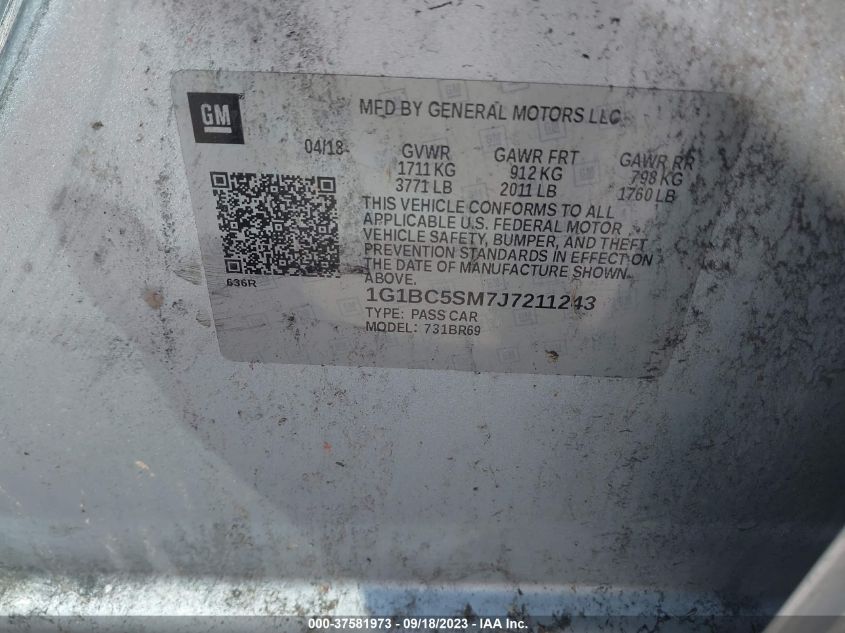 GM
MFD BY GENERAL MOTORS LLC
04/18 GVWR GAWR FRT GAWR RR
1711 KG 912 KG 798 KG
3771 LB 2011 LB 1760 LB
THIS VEHICLE CONFORMS TO ALL
APPLICABLE U.S. FEDERAL MOTOR
VEHICLE SAFETY, BUMPER, AND THEFT
PREVENTION STANDARDS IN EFFECT ON
THE DATE OF MANUFACTURE SHOWN
ABOVE.
636R
1G1BC5SM7J7211243
TYPE: PASS CAR
MODEL: 731BR69
000-37581973 - 09/18/2023 - IAA Inc.